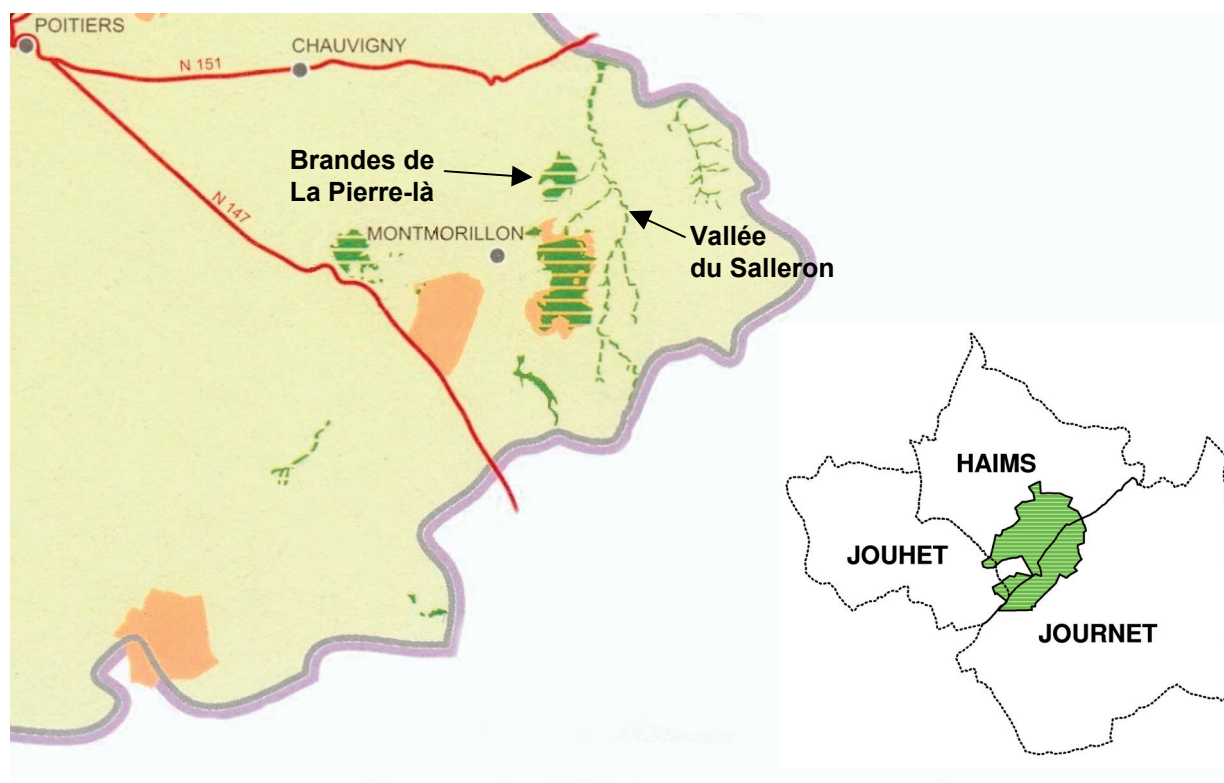 POITIERS
CHAUVIGNY
N 151
Brandes de
La Pierre-là
N 147
MONTMORILLON
Vallée
du Salleron
HAIMS
JOUHET
JOURNET